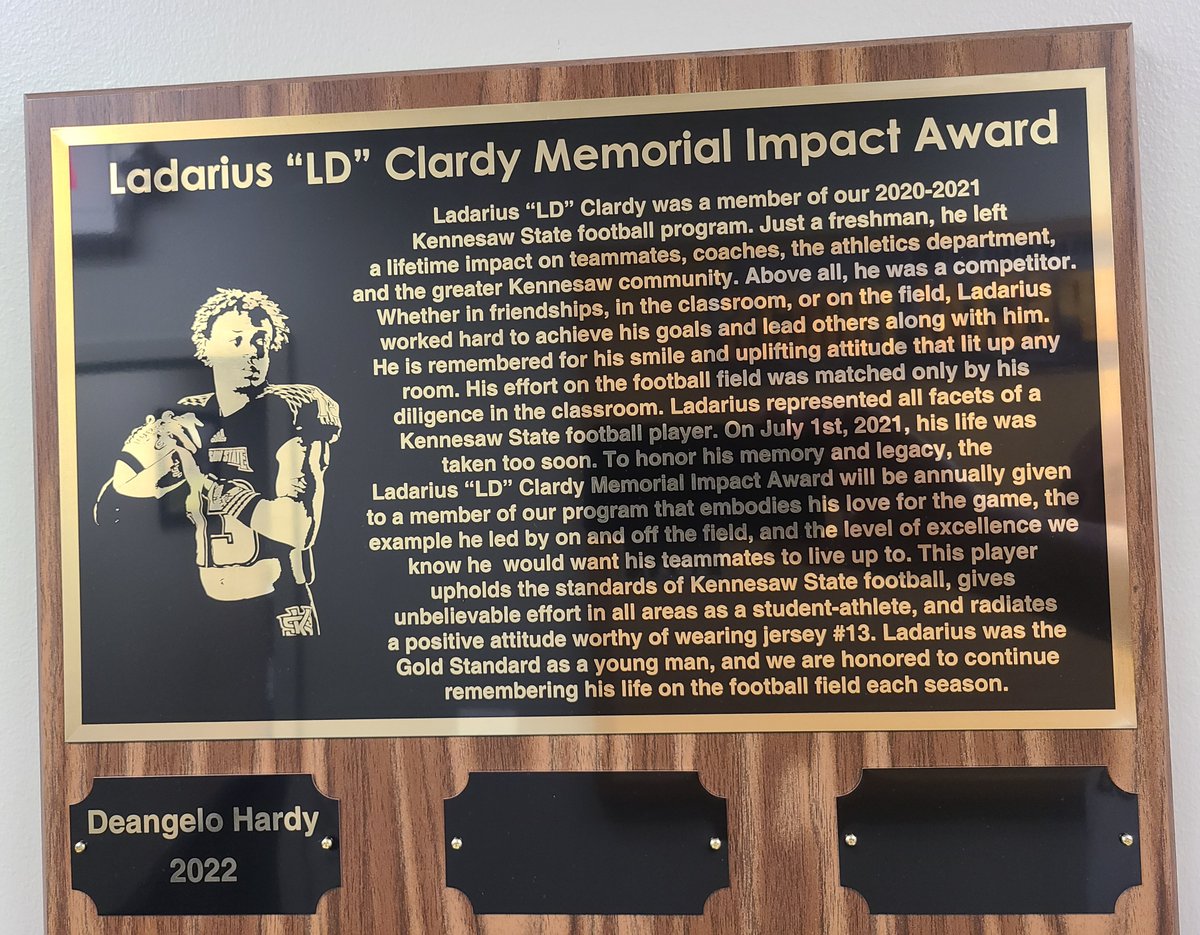 Ladarius “LD” Clardy Memorial Impact Award
Ladarius “LD” Clardy was a member of our 2020-2021
Kennesaw State football program. Just a freshman, he left
a lifetime impact on teammates, coaches, the athletics department,
and the greater Kennesaw community. Above all, he was a competitor.
Whether in friendships, in the classroom, or on the field, Ladarius
worked hard to achieve his goals and lead others along with him.
He is remembered for his smile and uplifting attitude that lit up any
room. His effort on the football field was matched only by his
diligence in the classroom. Ladarius represented all facets of a
Kennesaw State football player. On July 1st, 2021, his life was
taken too soon. To honor his memory and legacy, the
Ladarius “LD” Clardy Memorial Impact Award will be annually given
to a member of our program that embodies his love for the game, the
example he led by on and off the field, and the level of excellence we
know he would want his teammates to live up to. This player
upholds the standards of Kennesaw State football, gives
unbelievable effort in all areas as a student-athlete, and radiates
a positive attitude worthy of wearing jersey #13. Ladarius was the
Gold Standard as a young man, and we are honored to continue
remembering his life on the football field each season.
Deangelo Hardy
2022